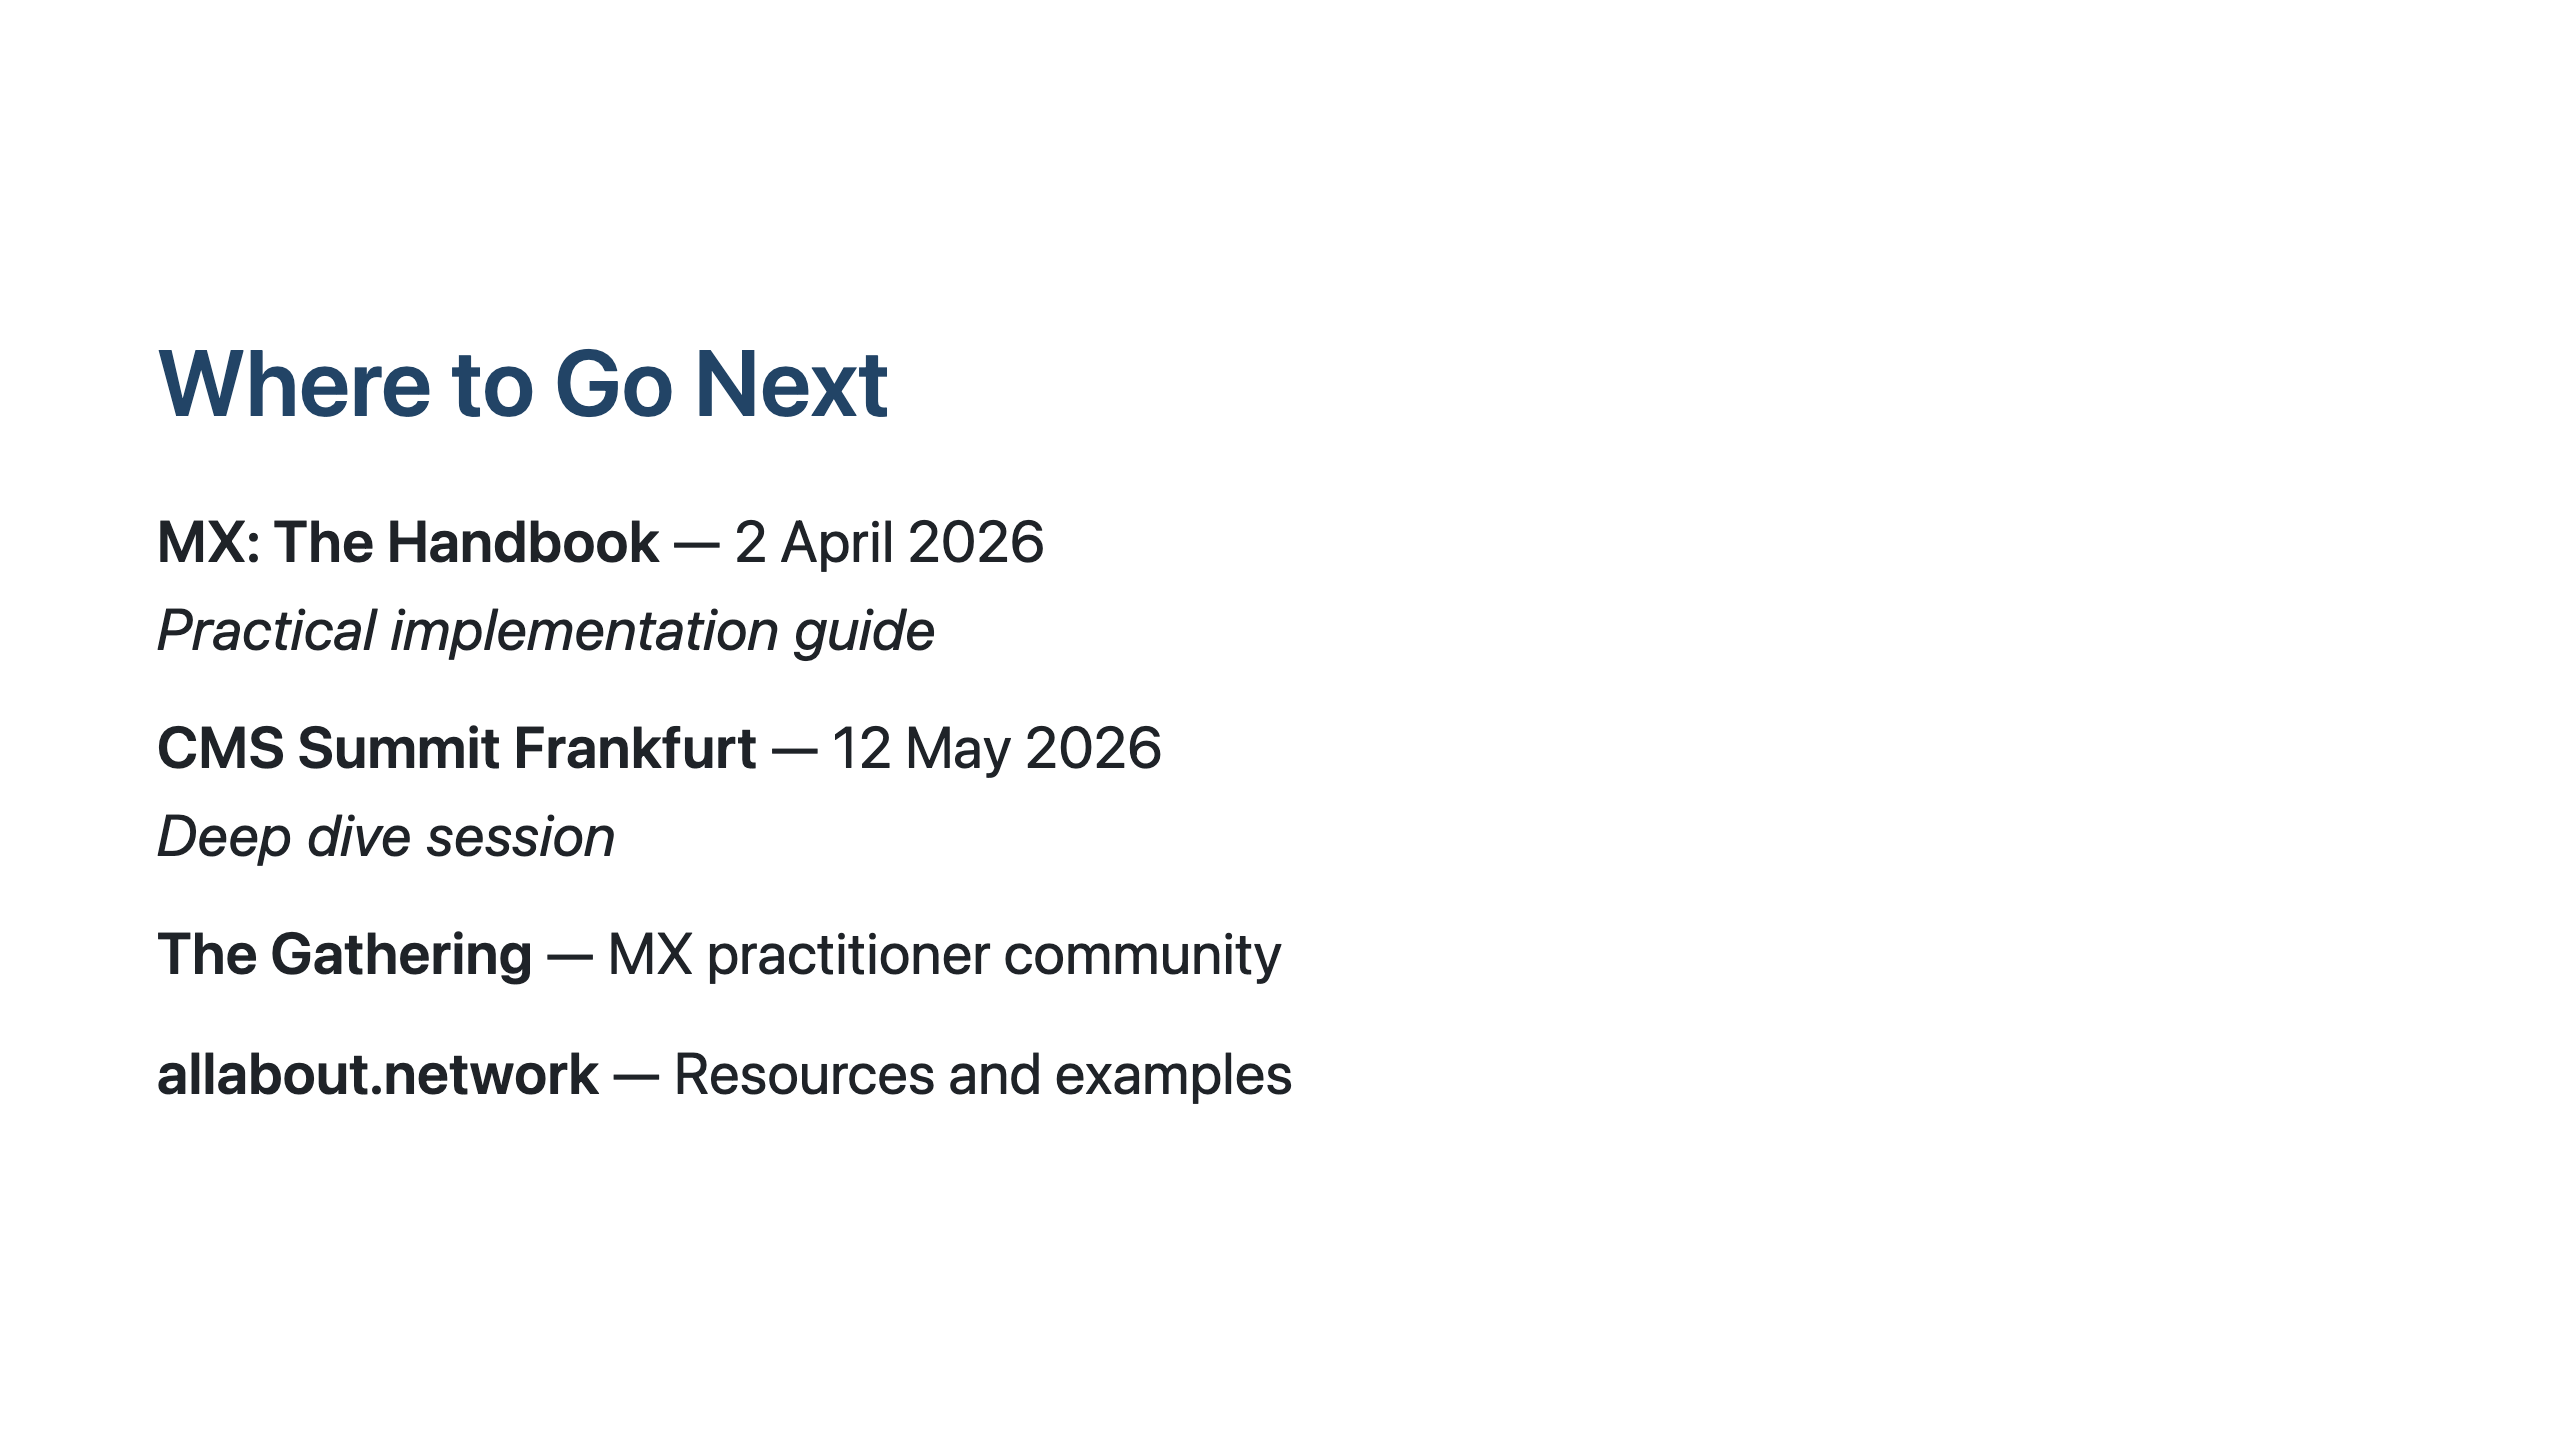 Where to Go Next
MX: The Handbook — 2 April 2026
Practical implementation guide
CMS Summit Frankfurt — 12 May 2026
Deep dive session
The Gathering — MX practitioner community
allabout.network — Resources and examples